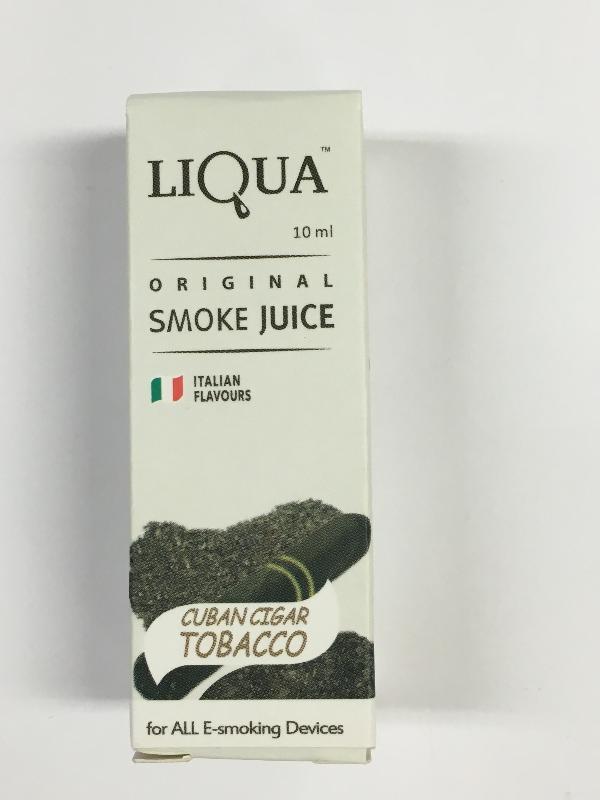 LIQUA™
10 ml
ORIGINAL
SMOKE JUICE
ITALIAN
FLAVOURS
CUBAN CIGAR
TOBACCO
for ALL E-smoking Devices